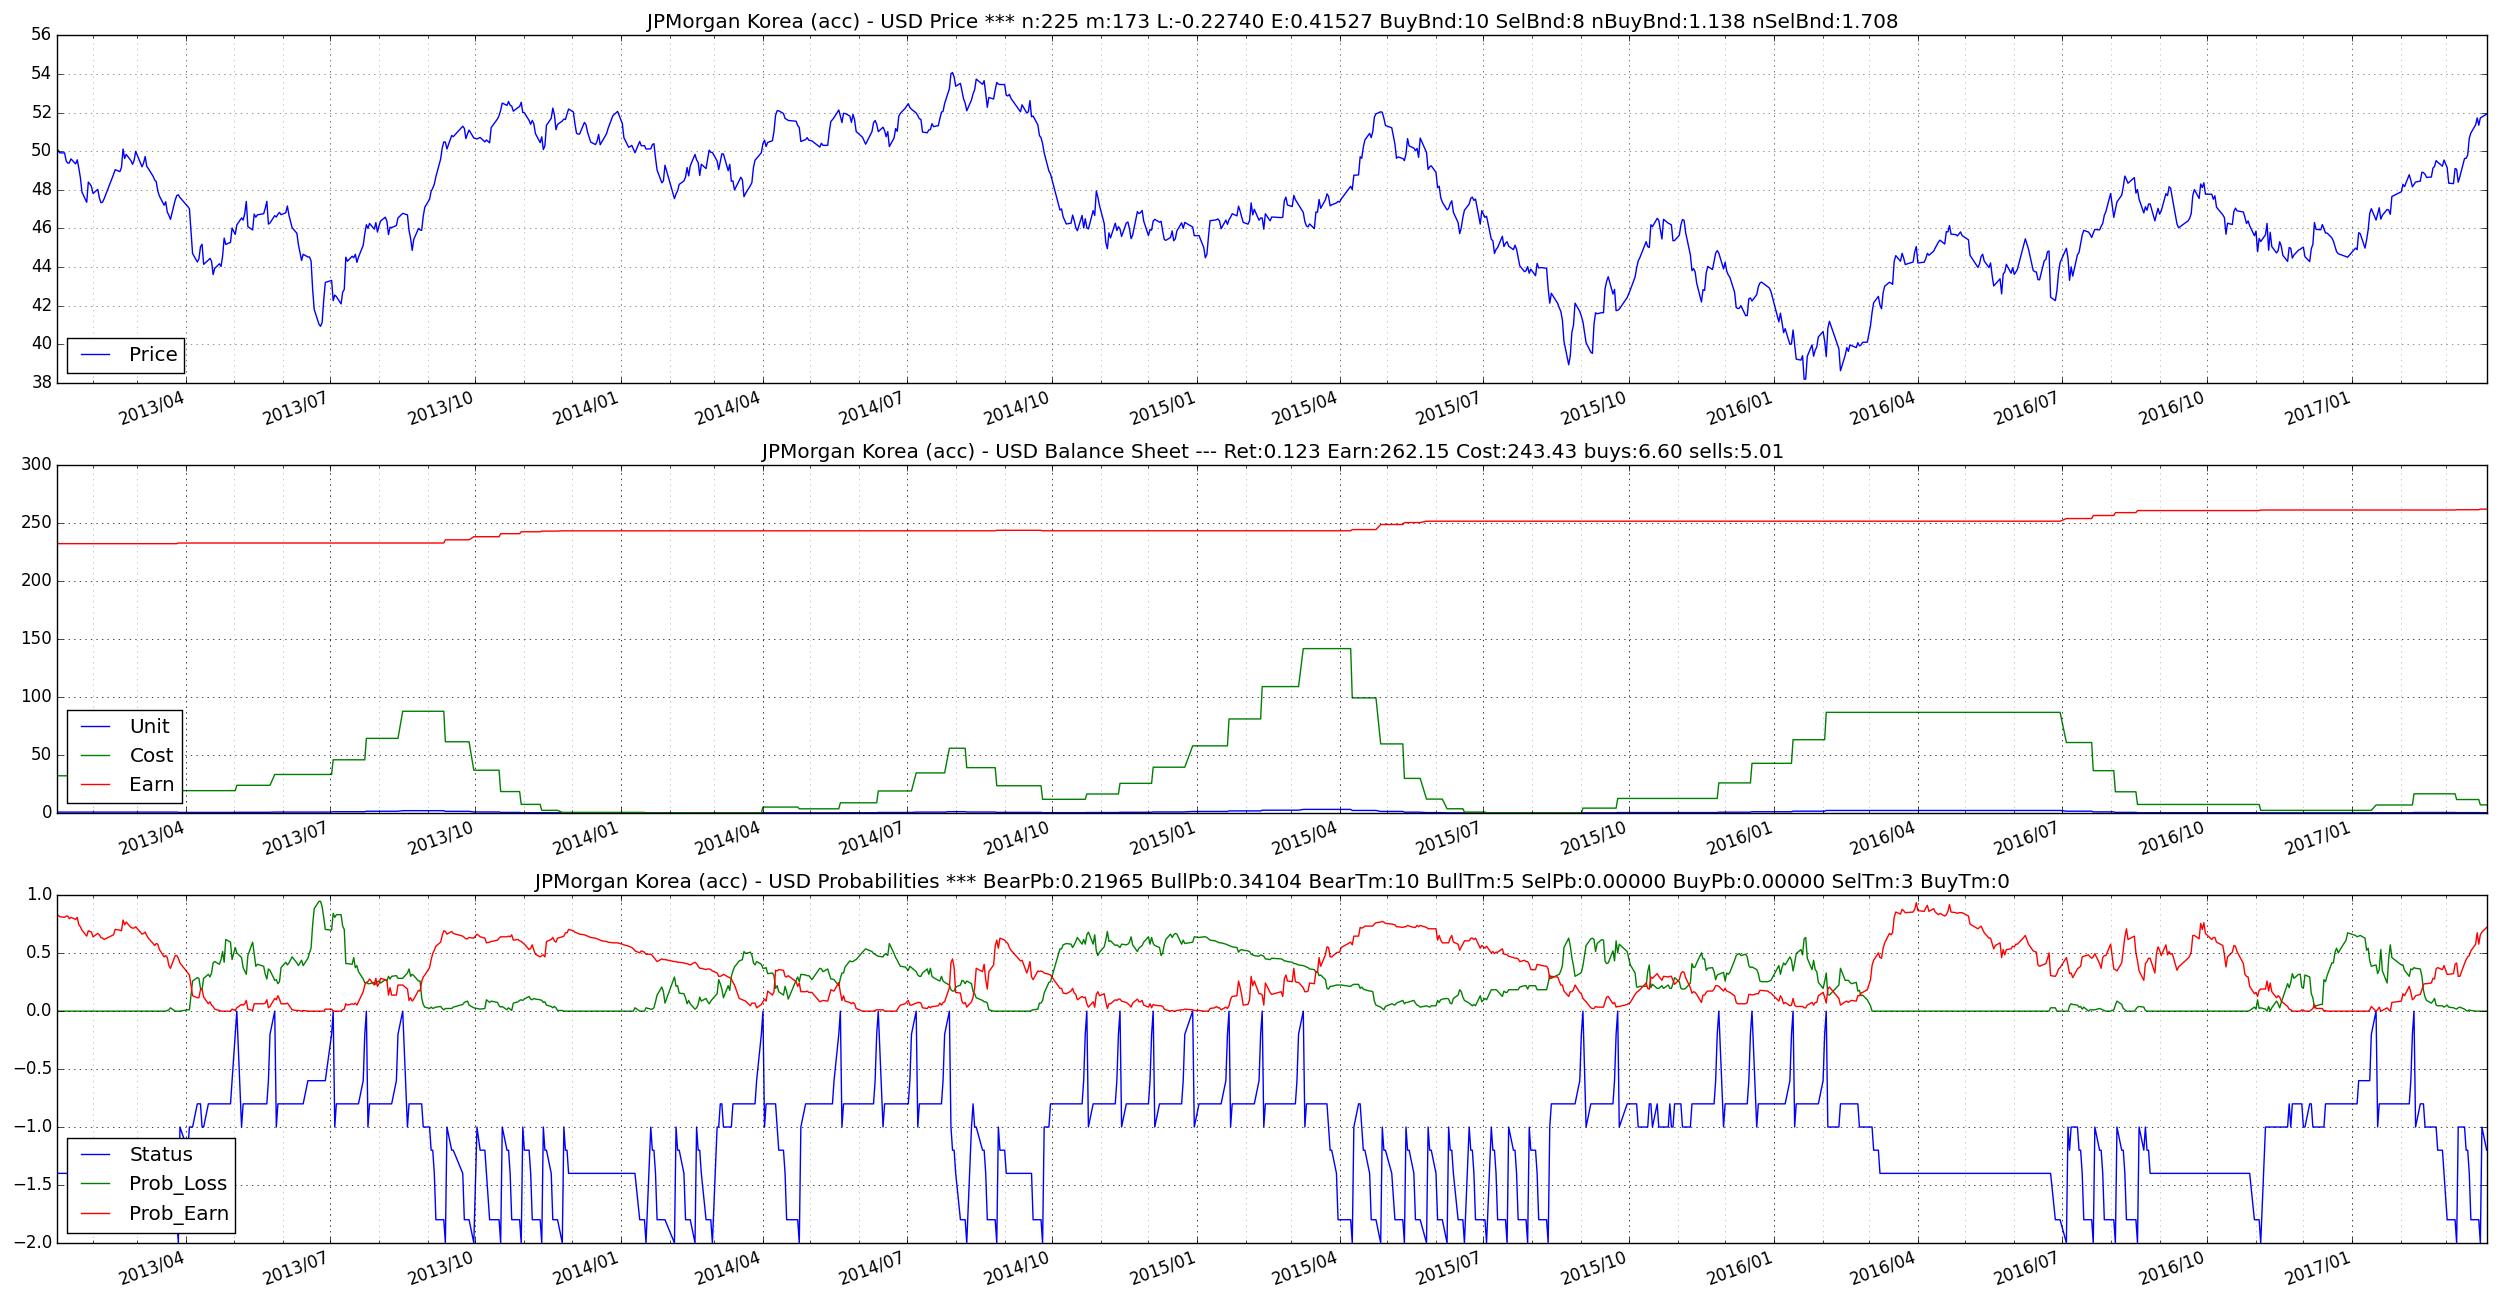 JPMorgan Korea (acc) - USD Price *** n:225 m:173 L:-0.22740 E:0.41527 BuyBnd:10 SelBnd:8 nBuyBnd:1.138 nSelBnd:1.708
56
54
52
50
48
46
44
42
40
38
Price
2013/04 2013/07 2013/10 2014/01 2014/04 2014/07 2014/10 2015/01 2015/04 2015/07 2015/10 2016/01 2016/04 2016/07 2016/10 2017/01
JPMorgan Korea (acc) - USD Balance Sheet --- Ret:0.123 Earn:262.15 Cost:243.43 buys:6.60 sells:5.01
300
250
200
150
100
50
0
Unit
Cost
Earn
2013/04 2013/07 2013/10 2014/01 2014/04 2014/07 2014/10 2015/01 2015/04 2015/07 2015/10 2016/01 2016/04 2016/07 2016/10 2017/01
JPMorgan Korea (acc) - USD Probabilities *** BearPb:0.21965 BullPb:0.34104 BearTm:10 BullTm:5 SelPb:0.00000 BuyPb:0.00000 SelTm:3 BuyTm:0
1.0
0.5
0.0
−0.5
−1.0
−1.5
−2.0
Status
Prob_Loss
Prob_Earn
2013/04 2013/07 2013/10 2014/01 2014/04 2014/07 2014/10 2015/01 2015/04 2015/07 2015/10 2016/01 2016/04 2016/07 2016/10 2017/01